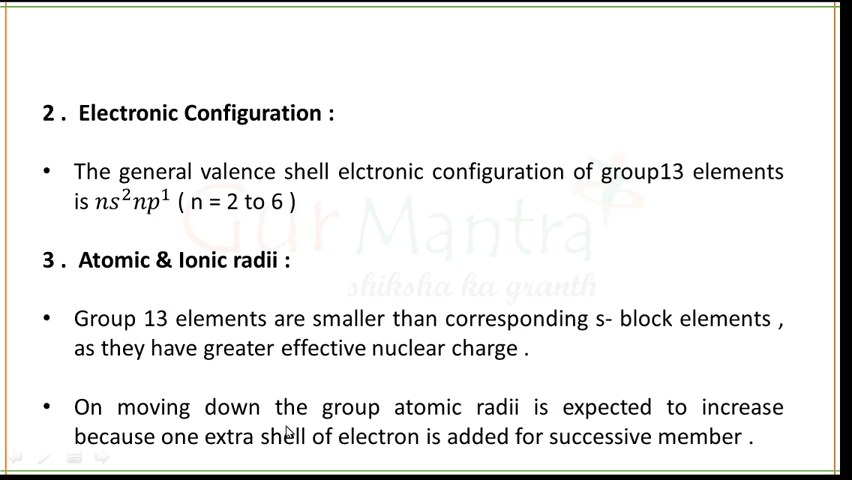 2 . Electronic Configuration :
• The general valence shell elctronic configuration of group13 elements
is ns²np¹ ( n = 2 to 6 )
3 . Atomic & Ionic radii :
• Group 13 elements are smaller than corresponding s- block elements ,
as they have greater effective nuclear charge .
• On moving down the group atomic radii is expected to increase
because one extra shell of electron is added for successive member .
Gur Mantra
shiksha ka granth